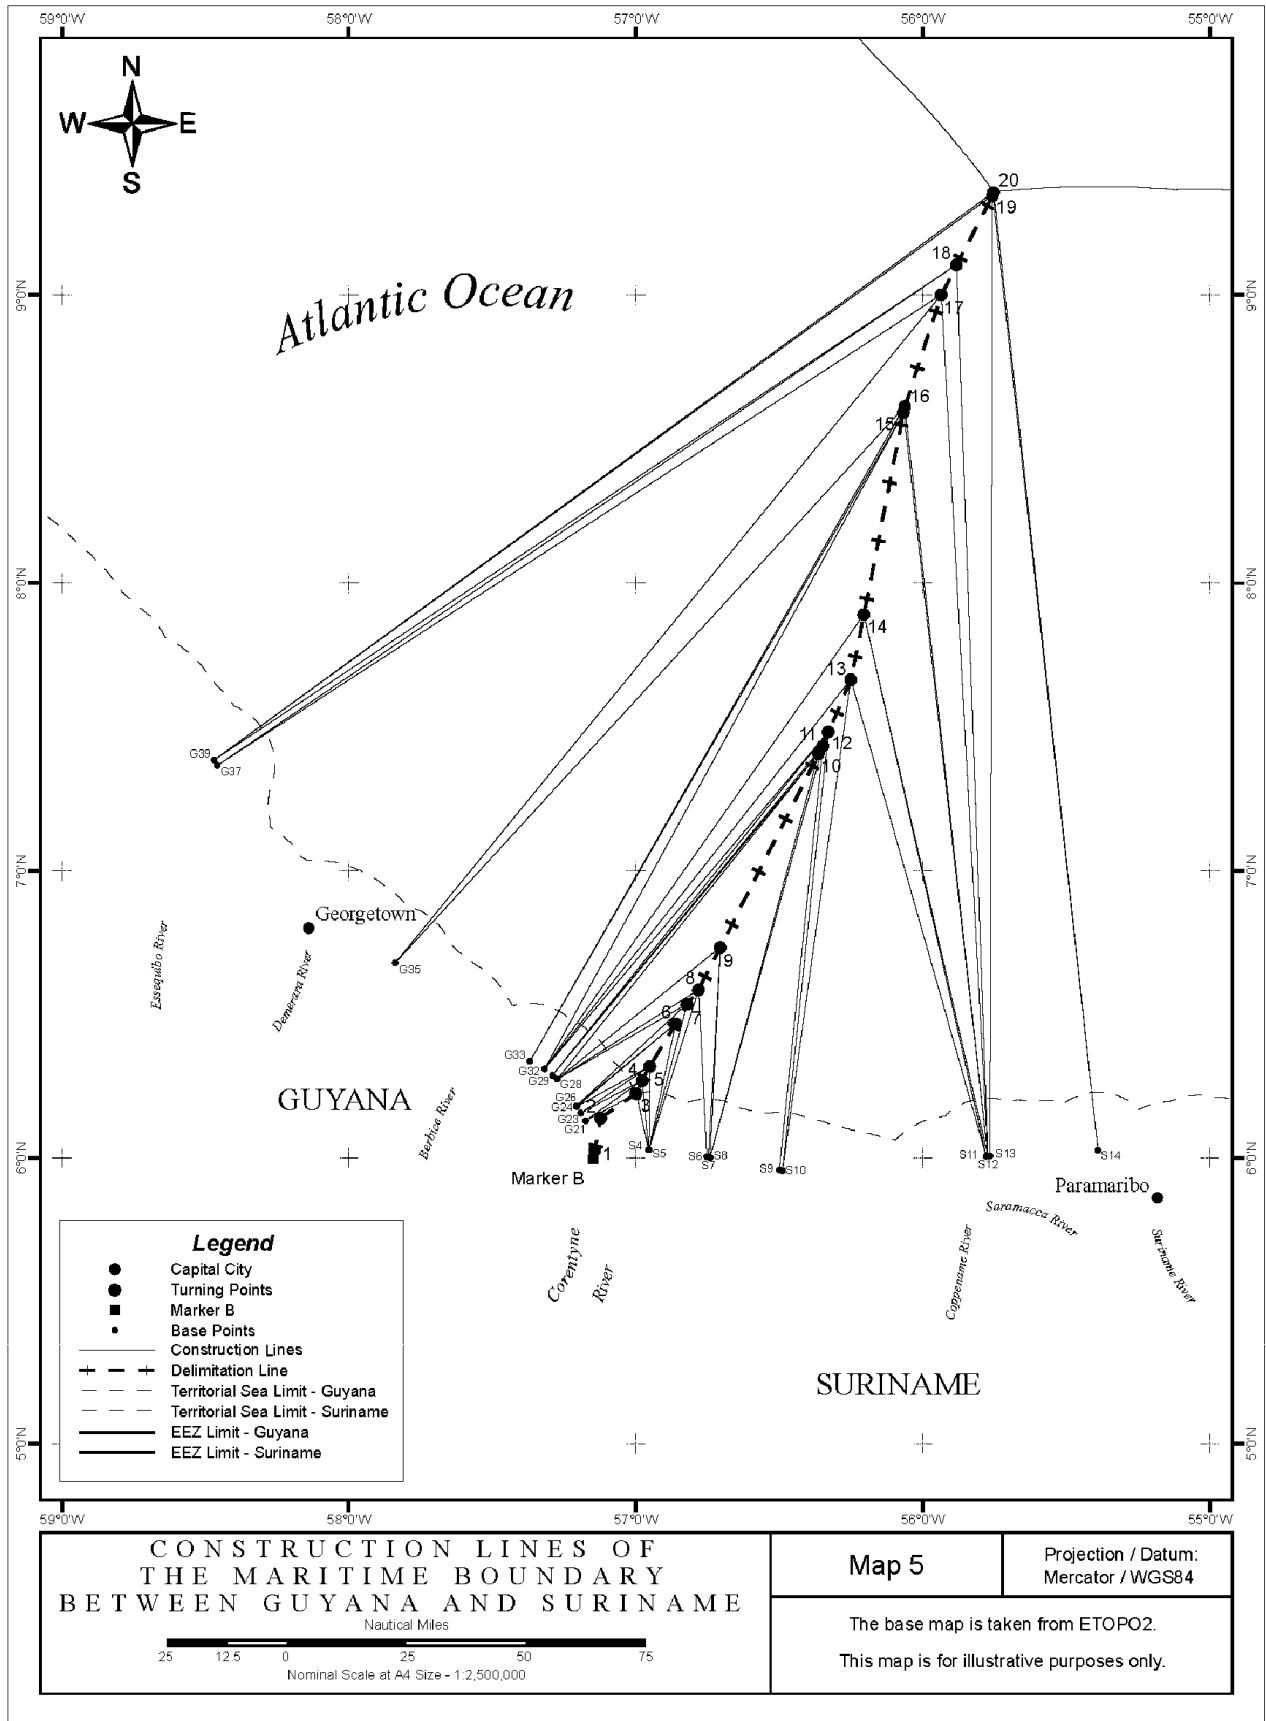 59°0'W 58°0'W 57°0'W 56°0'W 55°0'W
N
W E
S
20
19
18
9°0'N 17 9°0'N
Atlantic Ocean
16
15
8°0'N 8°0'N
14
13
11
12
10
G39
G37
7°0'N 7°0'N
Georgetown
9
G35
8
7
6
Essequibo River
Demerara River
G33
G32
G29
G28
4
5
GUYANA
G26
G24
2
3
G23
G21
Berbice River
S4
S5
S6
S8
S7
S9
S10
S11
S13
S12
S14
6°0'N 1 6°0'N
Marker B
Paramaribo
Saramacca River
Corentyne
River
Coppename River
Suriname River
SURINAME
5°0'N 5°0'N
Legend
Capital City
Turning Points
Marker B
Base Points
Construction Lines
Delimitation Line
Territorial Sea Limit - Guyana
Territorial Sea Limit - Suriname
EEZ Limit - Guyana
EEZ Limit - Suriname
59°0'W 58°0'W 57°0'W 56°0'W 55°0'W
CONSTRUCTION LINES OF
THE MARITIME BOUNDARY
BETWEEN GUYANA AND SURINAME
Nautical Miles
25 12.5 0 25 50 75
Nominal Scale at A4 Size - 1:2,500,000
Map 5
Projection / Datum:
Mercator / WGS84
The base map is taken from ETOPO2.
This map is for illustrative purposes only.